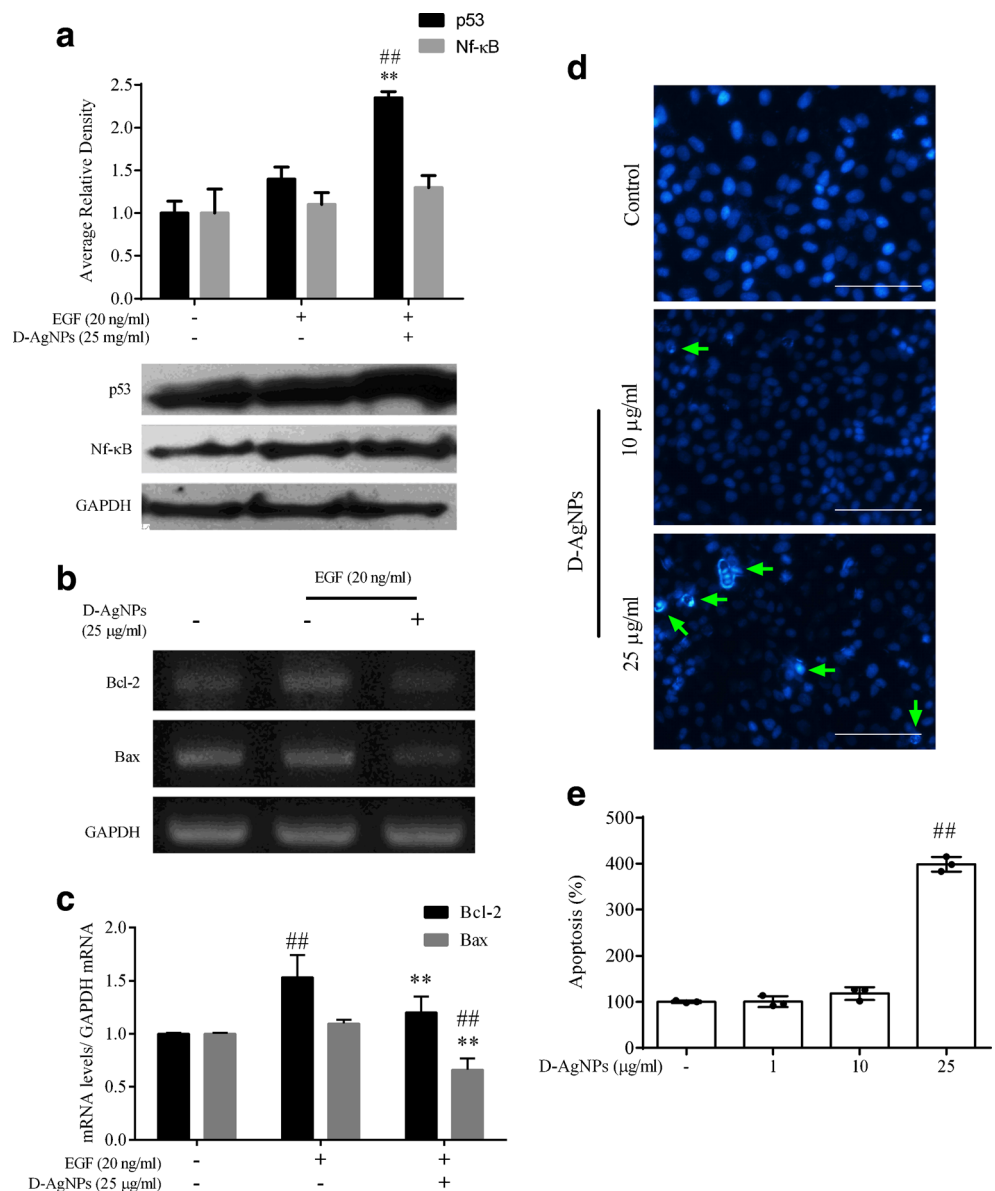 a
p53
Nf-κB
##
**
2.5
2.0
1.5
1.0
0.5
0.0
Average Relative Density
EGF (20 ng/ml) - + +
D-AgNPs (25 mg/ml) - - +
p53
Nf-κB
GAPDH
b
EGF (20 ng/ml)
D-AgNPs
(25 μg/ml)
- - +
Bcl-2
Bax
GAPDH
c
Bcl-2
Bax
##
**
##
**
2.0
1.5
1.0
0.5
0.0
mRNA levels/ GAPDH mRNA
EGF (20 ng/ml) - + +
D-AgNPs (25 μg/ml) - - +
d
Control
10 μg/ml
25 μg/ml
D-AgNPs
e
##
500
400
300
200
100
0
Apoptosis (%)
D-AgNPs (μg/ml) - 1 10 25